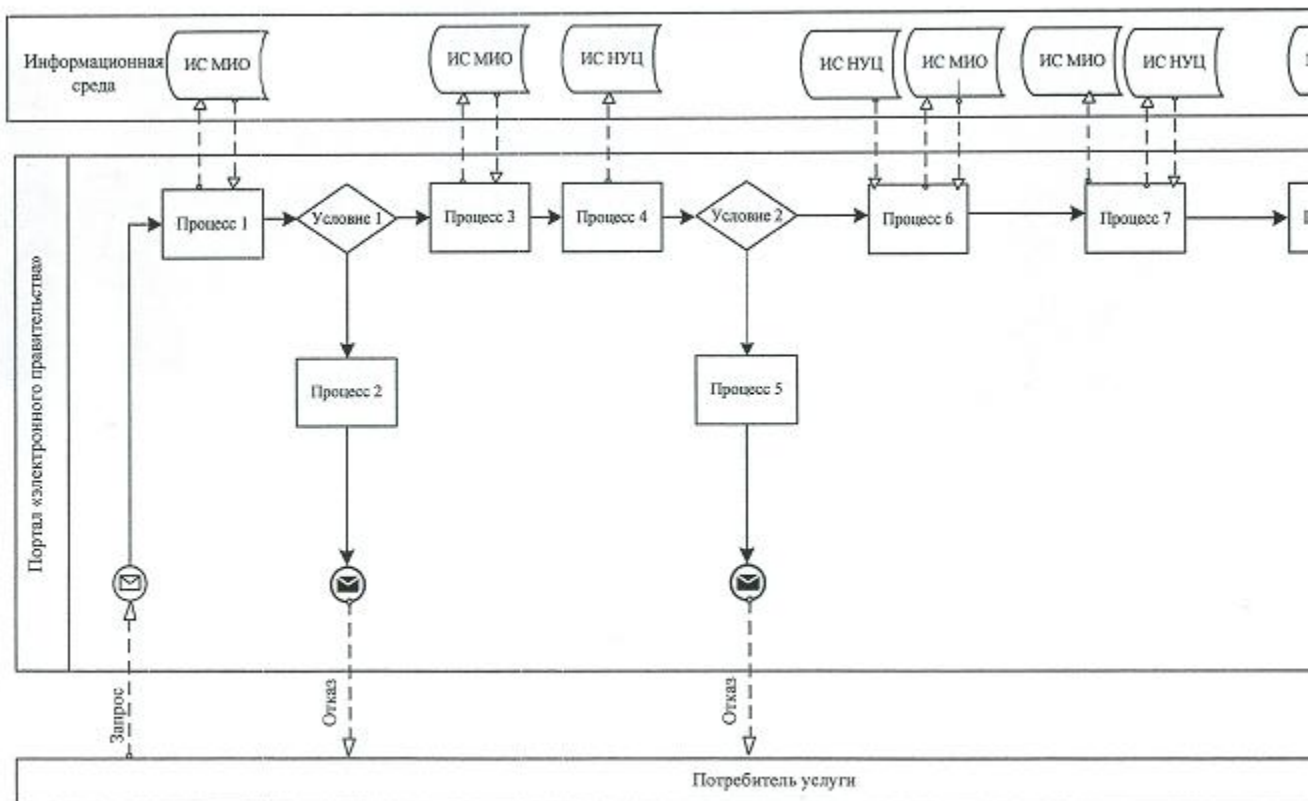 Информационная
среда
ИС МИО
ИС МИО
ИС НУЦ
ИС НУЦ
ИС МИО
ИС МИО
ИС НУЦ
Портал «электронного правительства»
Процесс 1
Условие 1
Процесс 3
Процесс 4
Условие 2
Процесс 6
Процесс 7
Процесс 2
Процесс 5
Запрос
Отказ
Отказ
Потребитель услуги